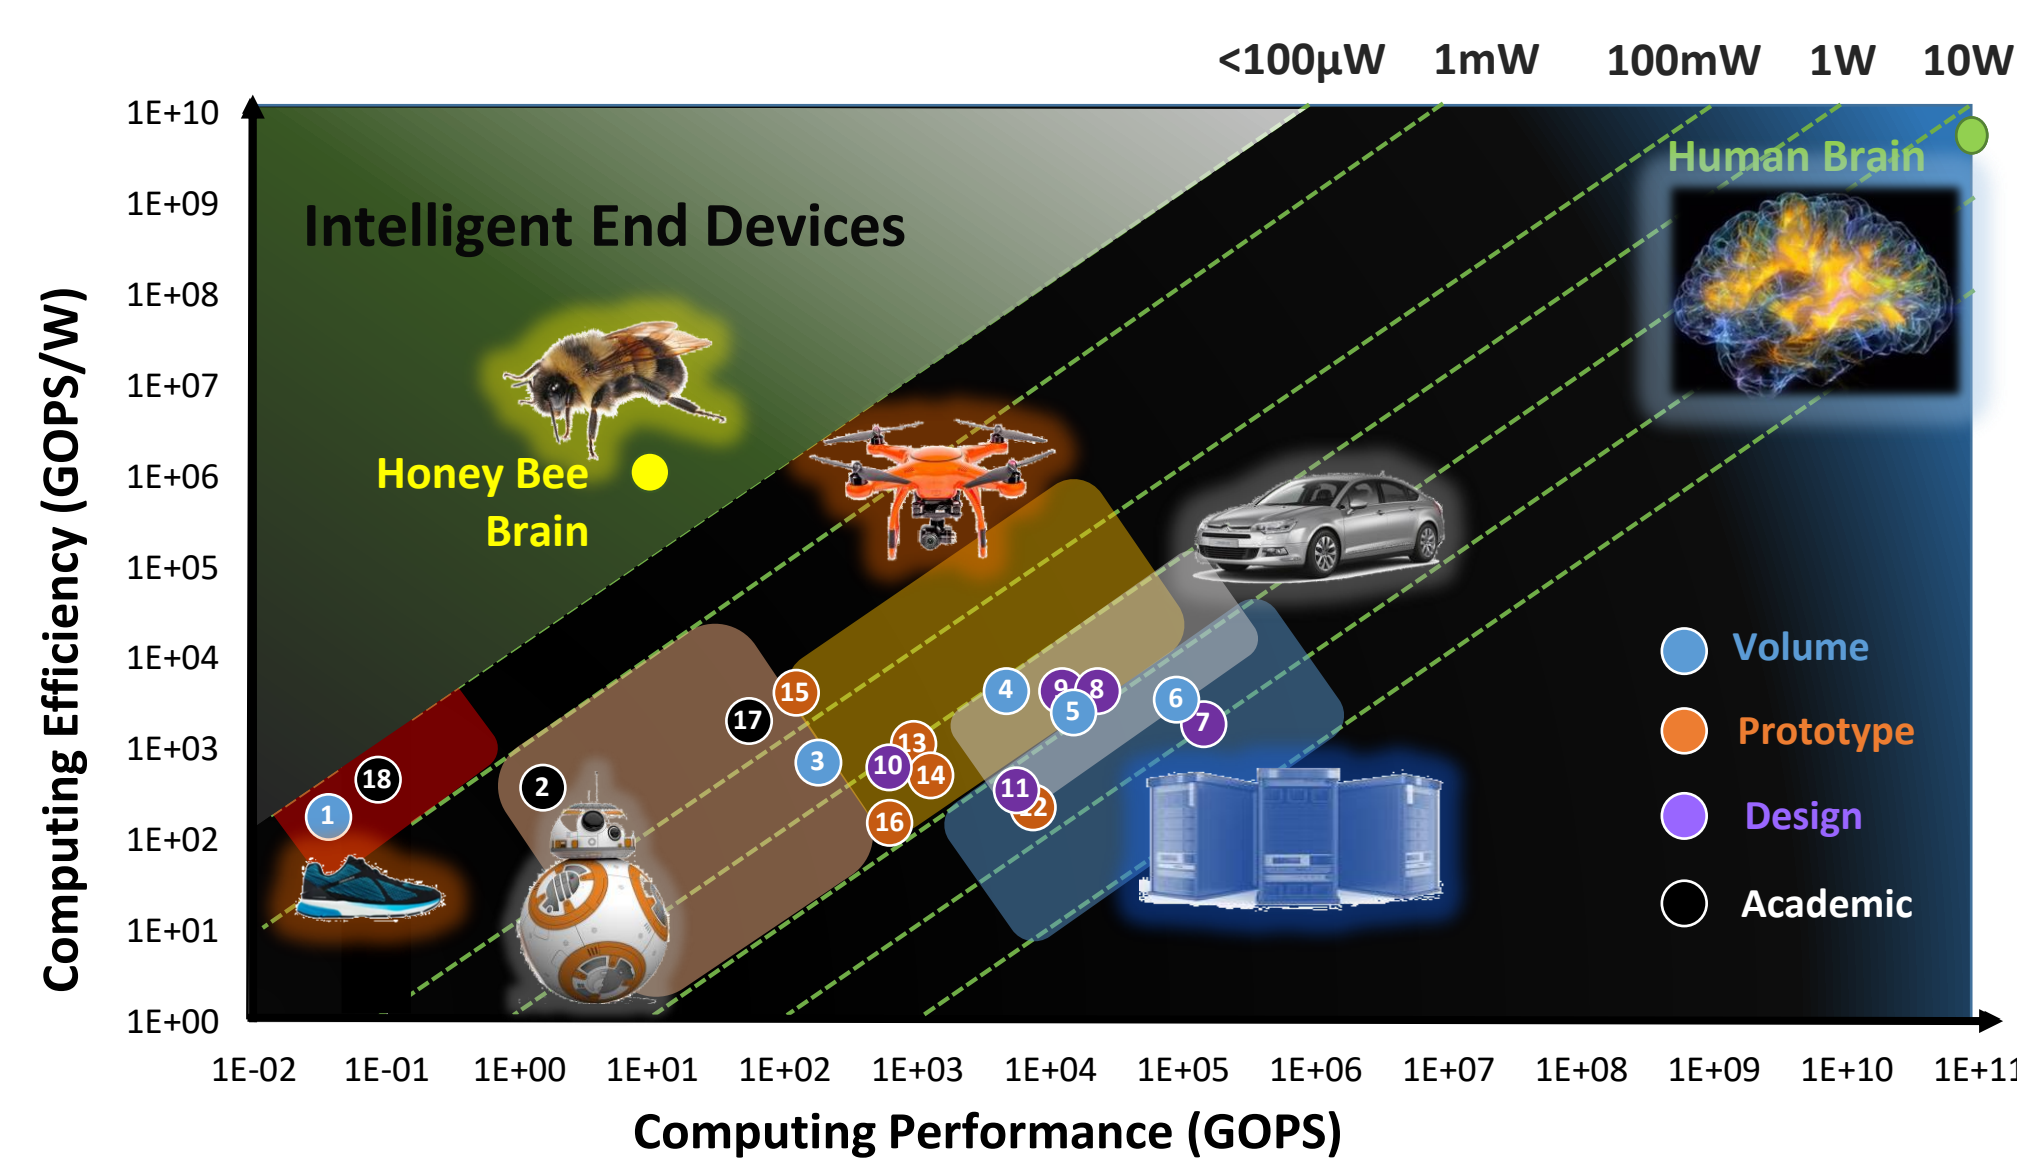 <100µW 1mW 100mW 1W 10W
1E+10
1E+09
1E+08
1E+07
1E+06
1E+05
1E+04
1E+03
1E+02
1E+01
1E+00
Computing Efficiency (GOPS/W)
Human Brain
Intelligent End Devices
Honey Bee
Brain
15
17
4
9
8
5
6
7
3
13
10
14
18
2
11
12
1
16
Volume
Prototype
Design
Academic
1E-02 1E-01 1E+00 1E+01 1E+02 1E+03 1E+04 1E+05 1E+06 1E+07 1E+08 1E+09 1E+10 1E+11
Computing Performance (GOPS)